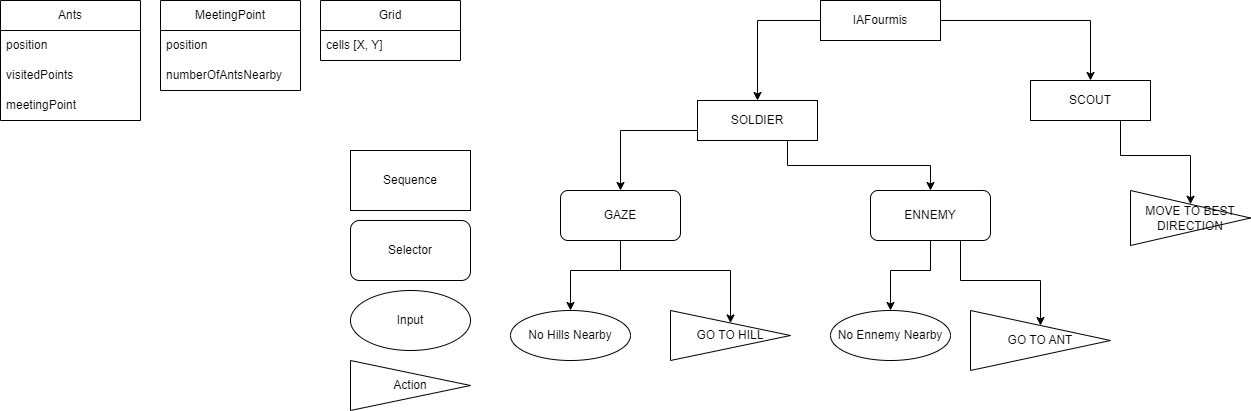 Ants
position
visitedPoints
meetingPoint
MeetingPoint
position
numberOfAntsNearby
Grid
cells [X, Y]
IAFourmis
SOLDIER
SCOUT
Sequence
Selector
Input
Action
GAZE
ENNEMY
MOVE TO BEST
DIRECTION
No Hills Nearby
GO TO HILL
No Ennemy Nearby
GO TO ANT